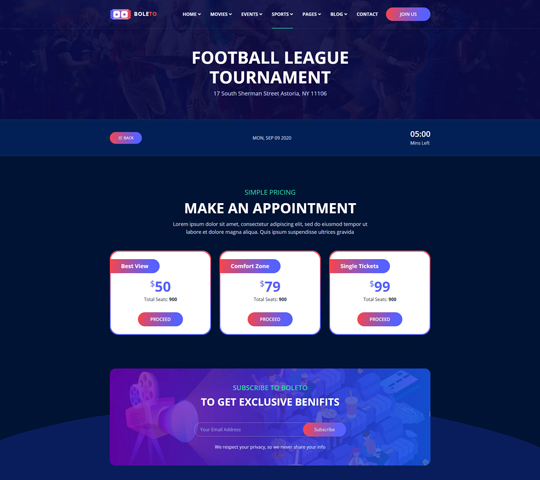 BOLETO
HOME MOVIES EVENTS SPORTS PAGES BLOG CONTACT JOIN US
FOOTBALL LEAGUE
TOURNAMENT
17 South Sherman Street Astoria, NY 11106
BACK
MON, SEP 09 2020
05:00
Mins Left
SIMPLE PRICING
MAKE AN APPOINTMENT
Lorem ipsum dolor sit amet, consectetur adipiscing elit, sed do eiusmod tempor ut
labore et dolore magna aliqua. Quis ipsum suspendisse ultrices gravida
Best View
$50
Total Seats: 900
PROCEED
Comfort Zone
$79
Total Seats: 900
PROCEED
Single Tickets
$99
Total Seats: 900
PROCEED
SUBSCRIBE TO BOLETO
TO GET EXCLUSIVE BENIFITS
Your Email Address
Subscribe
We respect your privacy, so we never share your info